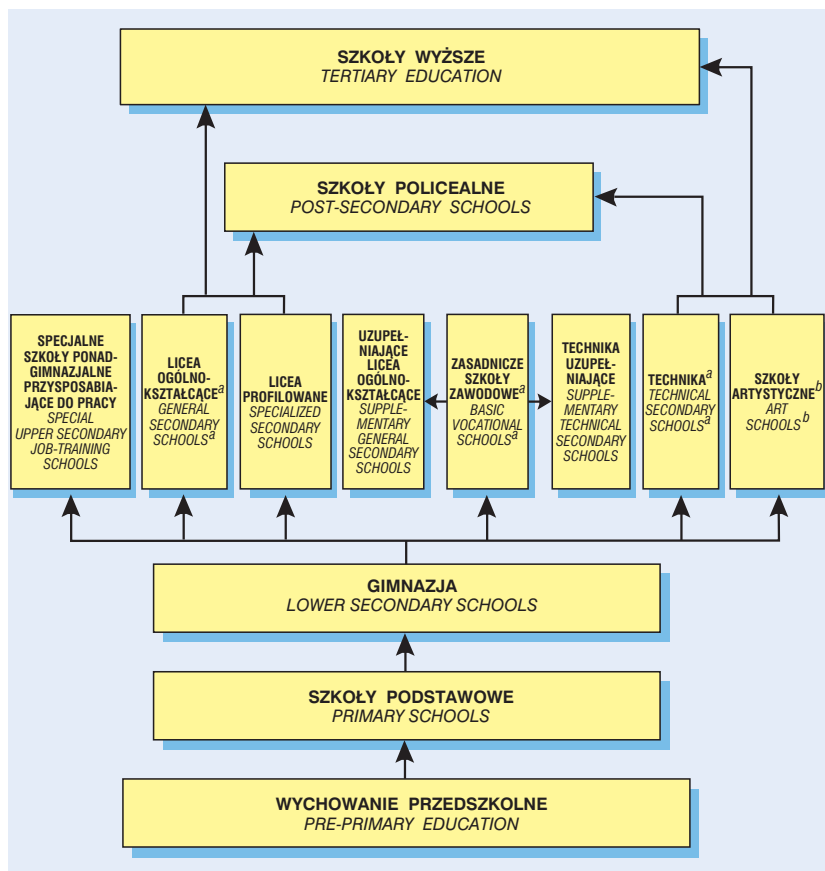 SZKOŁY WYŻSZE
TERTIARY EDUCATION
SZKOŁY POLICEALNE
POST-SECONDARY SCHOOLS
SPECJALNE
SZKOŁY PONAD-
GIMNAZJALNE
PRZYSPOSABIA-
JĄCE DO PRACY
SPECIAL
UPPER SECONDARY
JOB-TRAINING
SCHOOLS
LICEA
OGÓLNO-
KSZTAŁCĄCEa
GENERAL
SECONDARY
SCHOOLSa
LICEA
PROFILOWANE
SPECIALIZED
SECONDARY
SCHOOLS
UZUPEŁ-
NIAJĄCE
LICEA
OGÓLNO-
KSZTAŁCĄCE
SUPPLE-
MENTARY
GENERAL
SECONDARY
SCHOOLS
ZASADNICZE
SZKOŁY
ZAWODOWEa
BASIC
VOCATIONAL
SCHOOLSa
TECHNIKA
UZUPEŁ-
NIAJĄCE
SUPPLE-
MENTARY
TECHNICAL
SECONDARY
SCHOOLS
TECHNIKAa
TECHNICAL
SECONDARY
SCHOOLSa
SZKOŁY
ARTYSTYCZNEb
ART
SCHOOLSb
GIMNAZJA
LOWER SECONDARY SCHOOLS
SZKOŁY PODSTAWOWE
PRIMARY SCHOOLS
WYCHOWANIE PRZEDSZKOLNE
PRE-PRIMARY EDUCATION